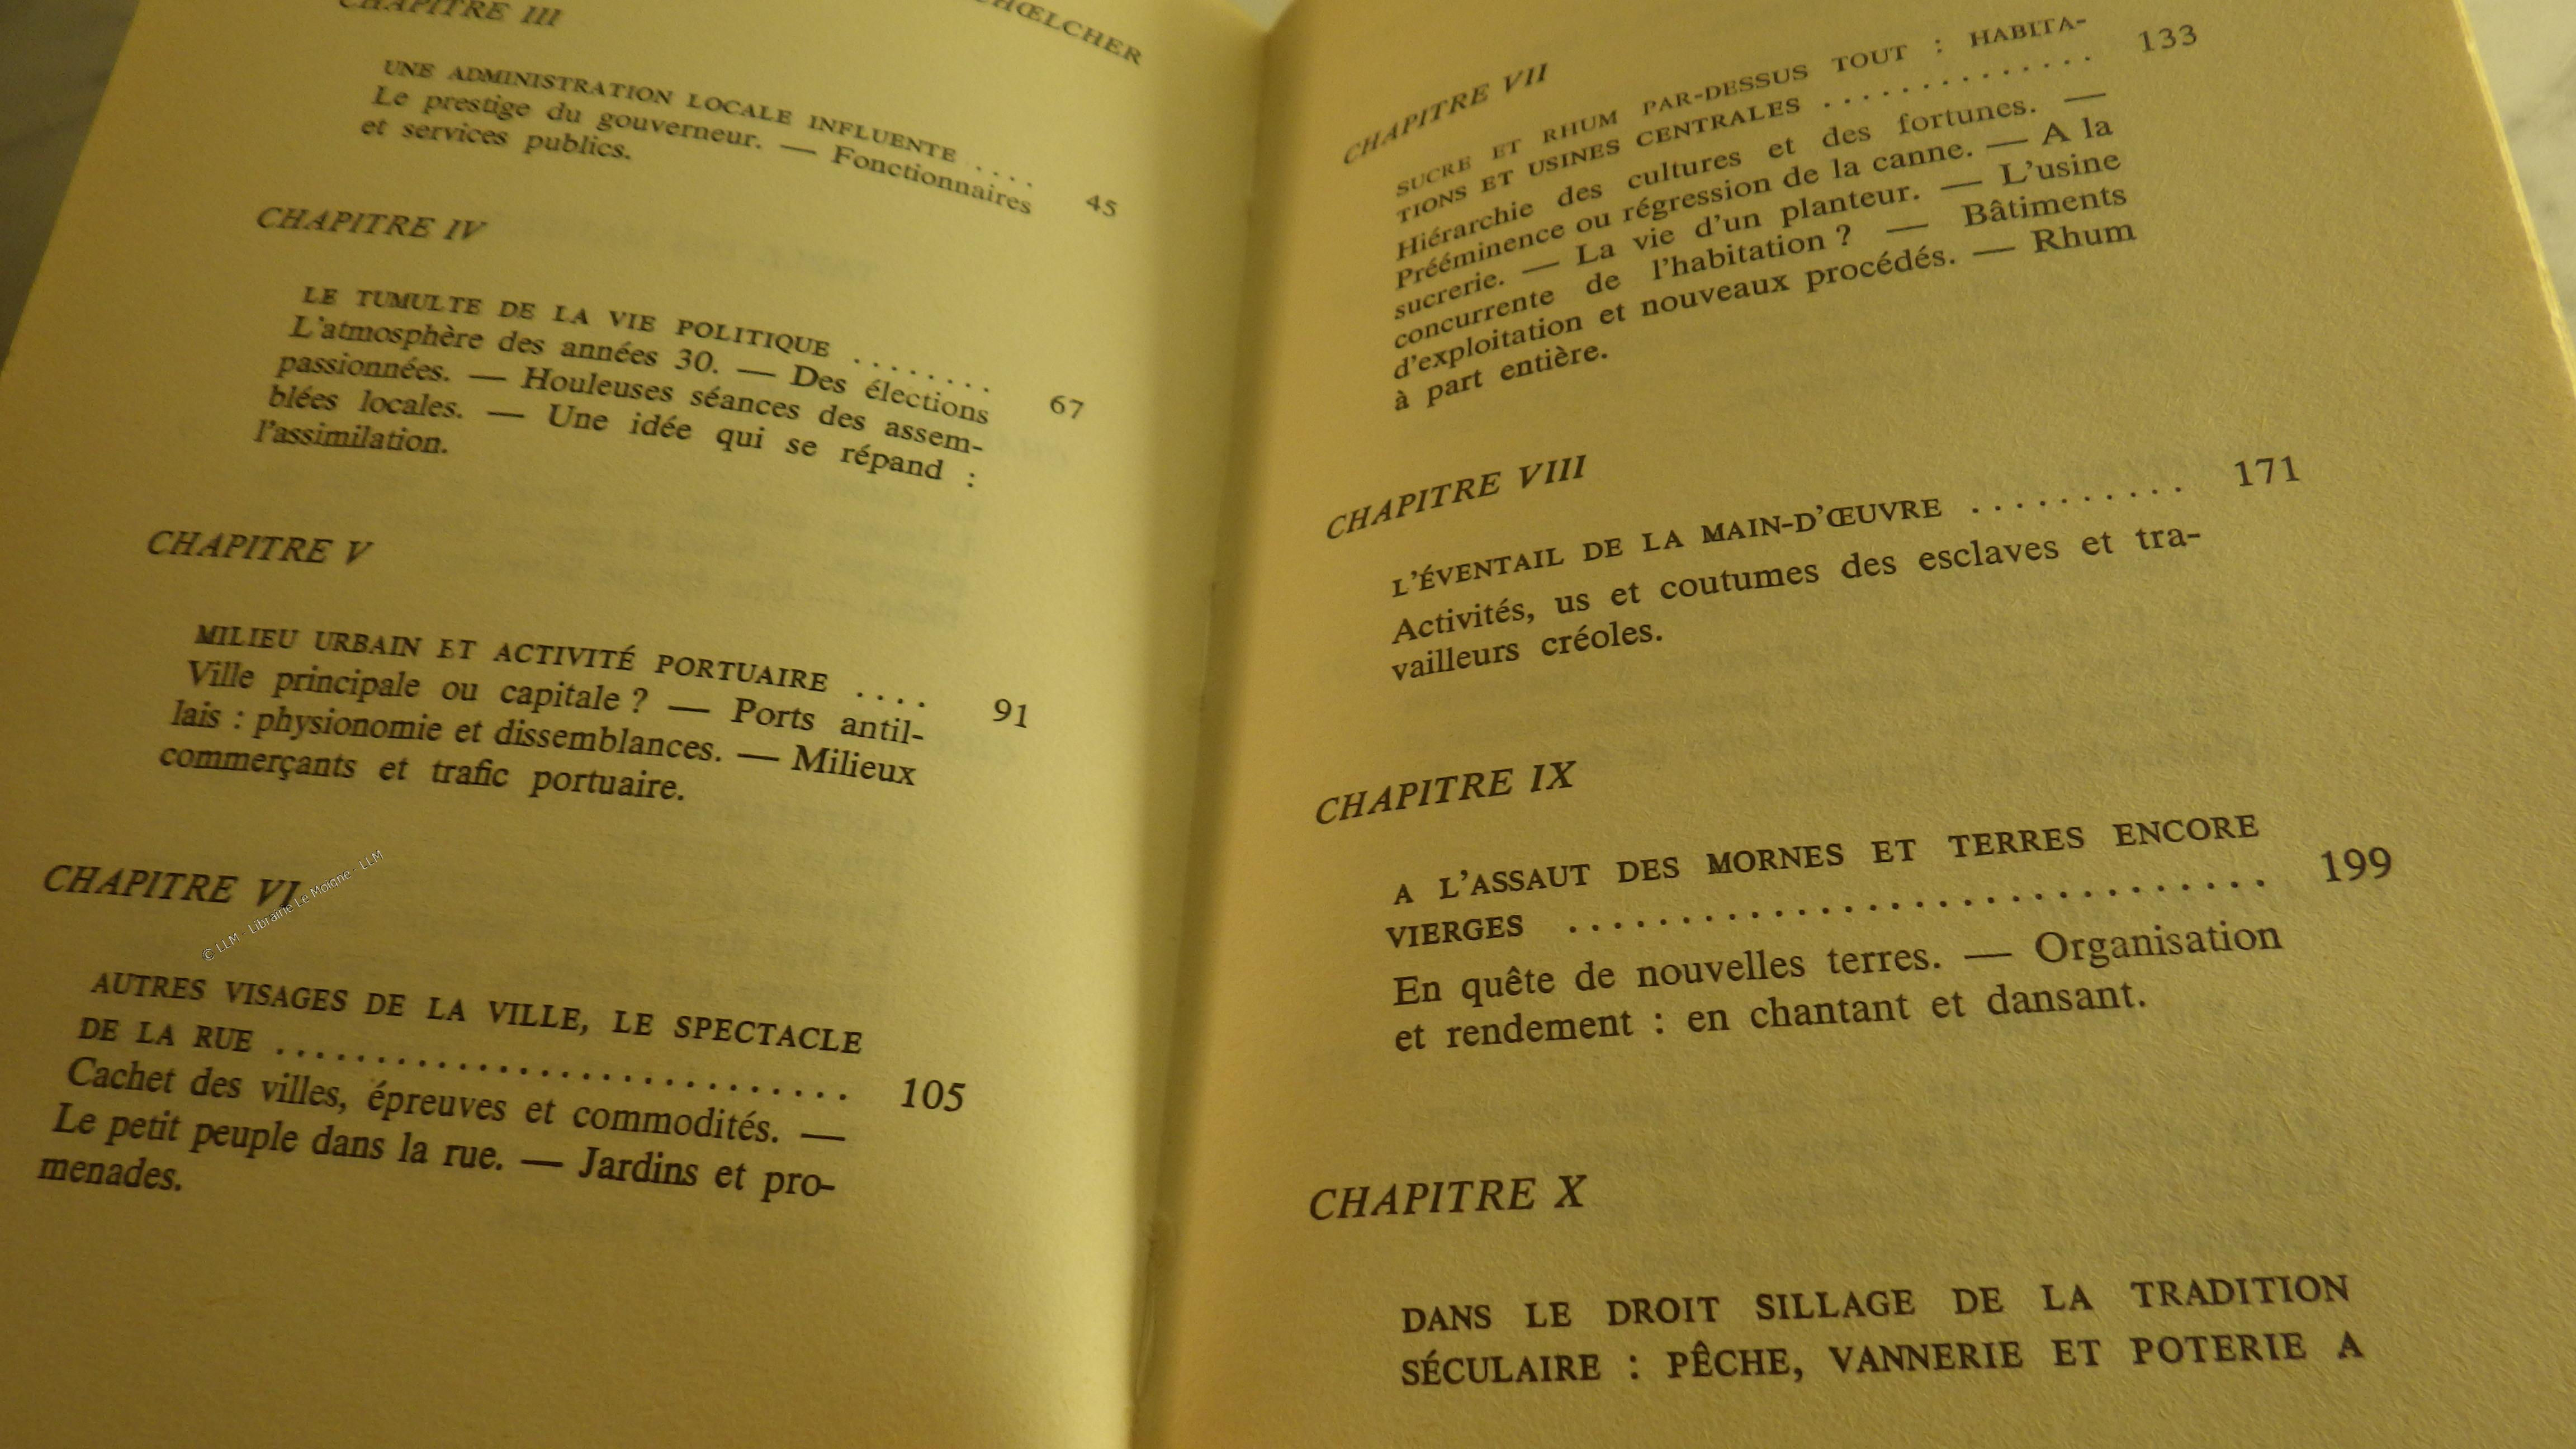 CHŒLCHER
CHAPITRE III
UNE ADMINISTRATION LOCALE INFLUENTE .... 45
Le prestige du gouverneur. — Fonctionnaires
et services publics.
CHAPITRE IV
LE TUMULTE DE LA VIE POLITIQUE ........ 67
L'atmosphère des années 30. — Des élections
passionnées. — Houleuses séances des assem-
blées locales. — Une idée qui se répand :
l'assimilation.
CHAPITRE V
MILIEU URBAIN ET ACTIVITÉ PORTUAIRE .... 91
Ville principale ou capitale ? — Ports antil-
lais : physionomie et dissemblances. — Milieux
commerçants et trafic portuaire.
CHAPITRE VI
© LLM - Librairie Le Moigne - LLM
AUTRES VISAGES DE LA VILLE, LE SPECTACLE
DE LA RUE .......................... 105
Cachet des villes, épreuves et commodités. —
Le petit peuple dans la rue. — Jardins et pro-
menades.
CHAPITRE VII
SUCRE ET RHUM PAR-DESSUS TOUT : HABITA-
TIONS ET USINES CENTRALES ............. 133
Hiérarchie des cultures et des fortunes. —
Prééminence ou régression de la canne. — A la
sucrerie. — La vie d'un planteur. — L'usine
concurrente de l'habitation ? — Bâtiments
d'exploitation et nouveaux procédés. — Rhum
à part entière.
CHAPITRE VIII
L'ÉVENTAIL DE LA MAIN-D'ŒUVRE .......... 171
Activités, us et coutumes des esclaves et tra-
vailleurs créoles.
CHAPITRE IX
A L'ASSAUT DES MORNES ET TERRES ENCORE
VIERGES .......................... 199
En quête de nouvelles terres. — Organisation
et rendement : en chantant et dansant.
CHAPITRE X
DANS LE DROIT SILLAGE DE LA TRADITION
SÉCULAIRE : PÊCHE, VANNERIE ET POTERIE A